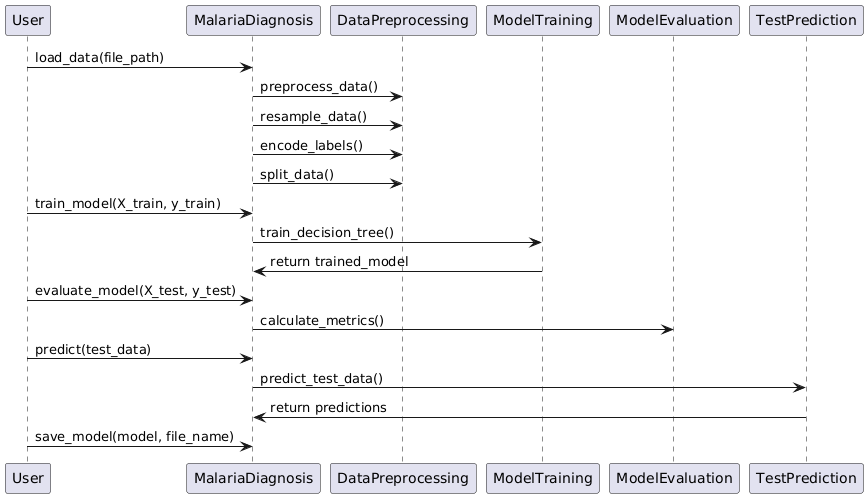 User MalariaDiagnosis DataPreprocessing ModelTraining ModelEvaluation TestPrediction
load_data(file_path)
preprocess_data()
resample_data()
encode_labels()
split_data()
train_model(X_train, y_train)
train_decision_tree()
return trained_model
evaluate_model(X_test, y_test)
calculate_metrics()
predict(test_data)
predict_test_data()
return predictions
save_model(model, file_name)
User MalariaDiagnosis DataPreprocessing ModelTraining ModelEvaluation TestPrediction